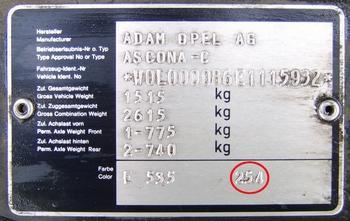 Hersteller
Manufacturer ADAM OPEL AG
Betriebserlaubnis-Nr o. Typ
Type Approval No or Type ASCONA-C
Fahrzeug-Ident.-Nr
Vehicle Ident. No
Zul. Gesamtgewicht
Gross Vehicle Weight 1515 kg
Zul. Zuggesamtgewicht
Gross Combination Weight 2615 kg
Zul. Achslast vorn
Perm. Axle Weight Front 1-775 kg
Zul. Achslast hinten
Perm. Axle Weight Rear 2-740 kg
Farbe
Color L 585 25A